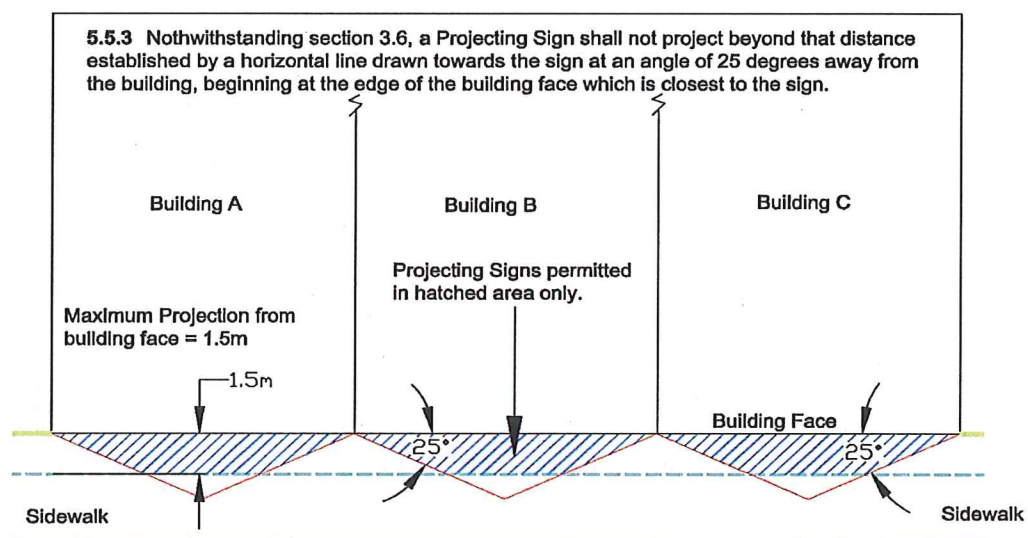 5.5.3 Nothwithstanding section 3.6, a Projecting Sign shall not project beyond that distance
established by a horizontal line drawn towards the sign at an angle of 25 degrees away from
the building, beginning at the edge of the building face which is closest to the sign.
Building A
Building B
Building C
Projecting Signs permitted
in hatched area only.
Maximum Projection from
building face = 1.5m
1.5m
Building Face
25°
25°
Sidewalk
Sidewalk